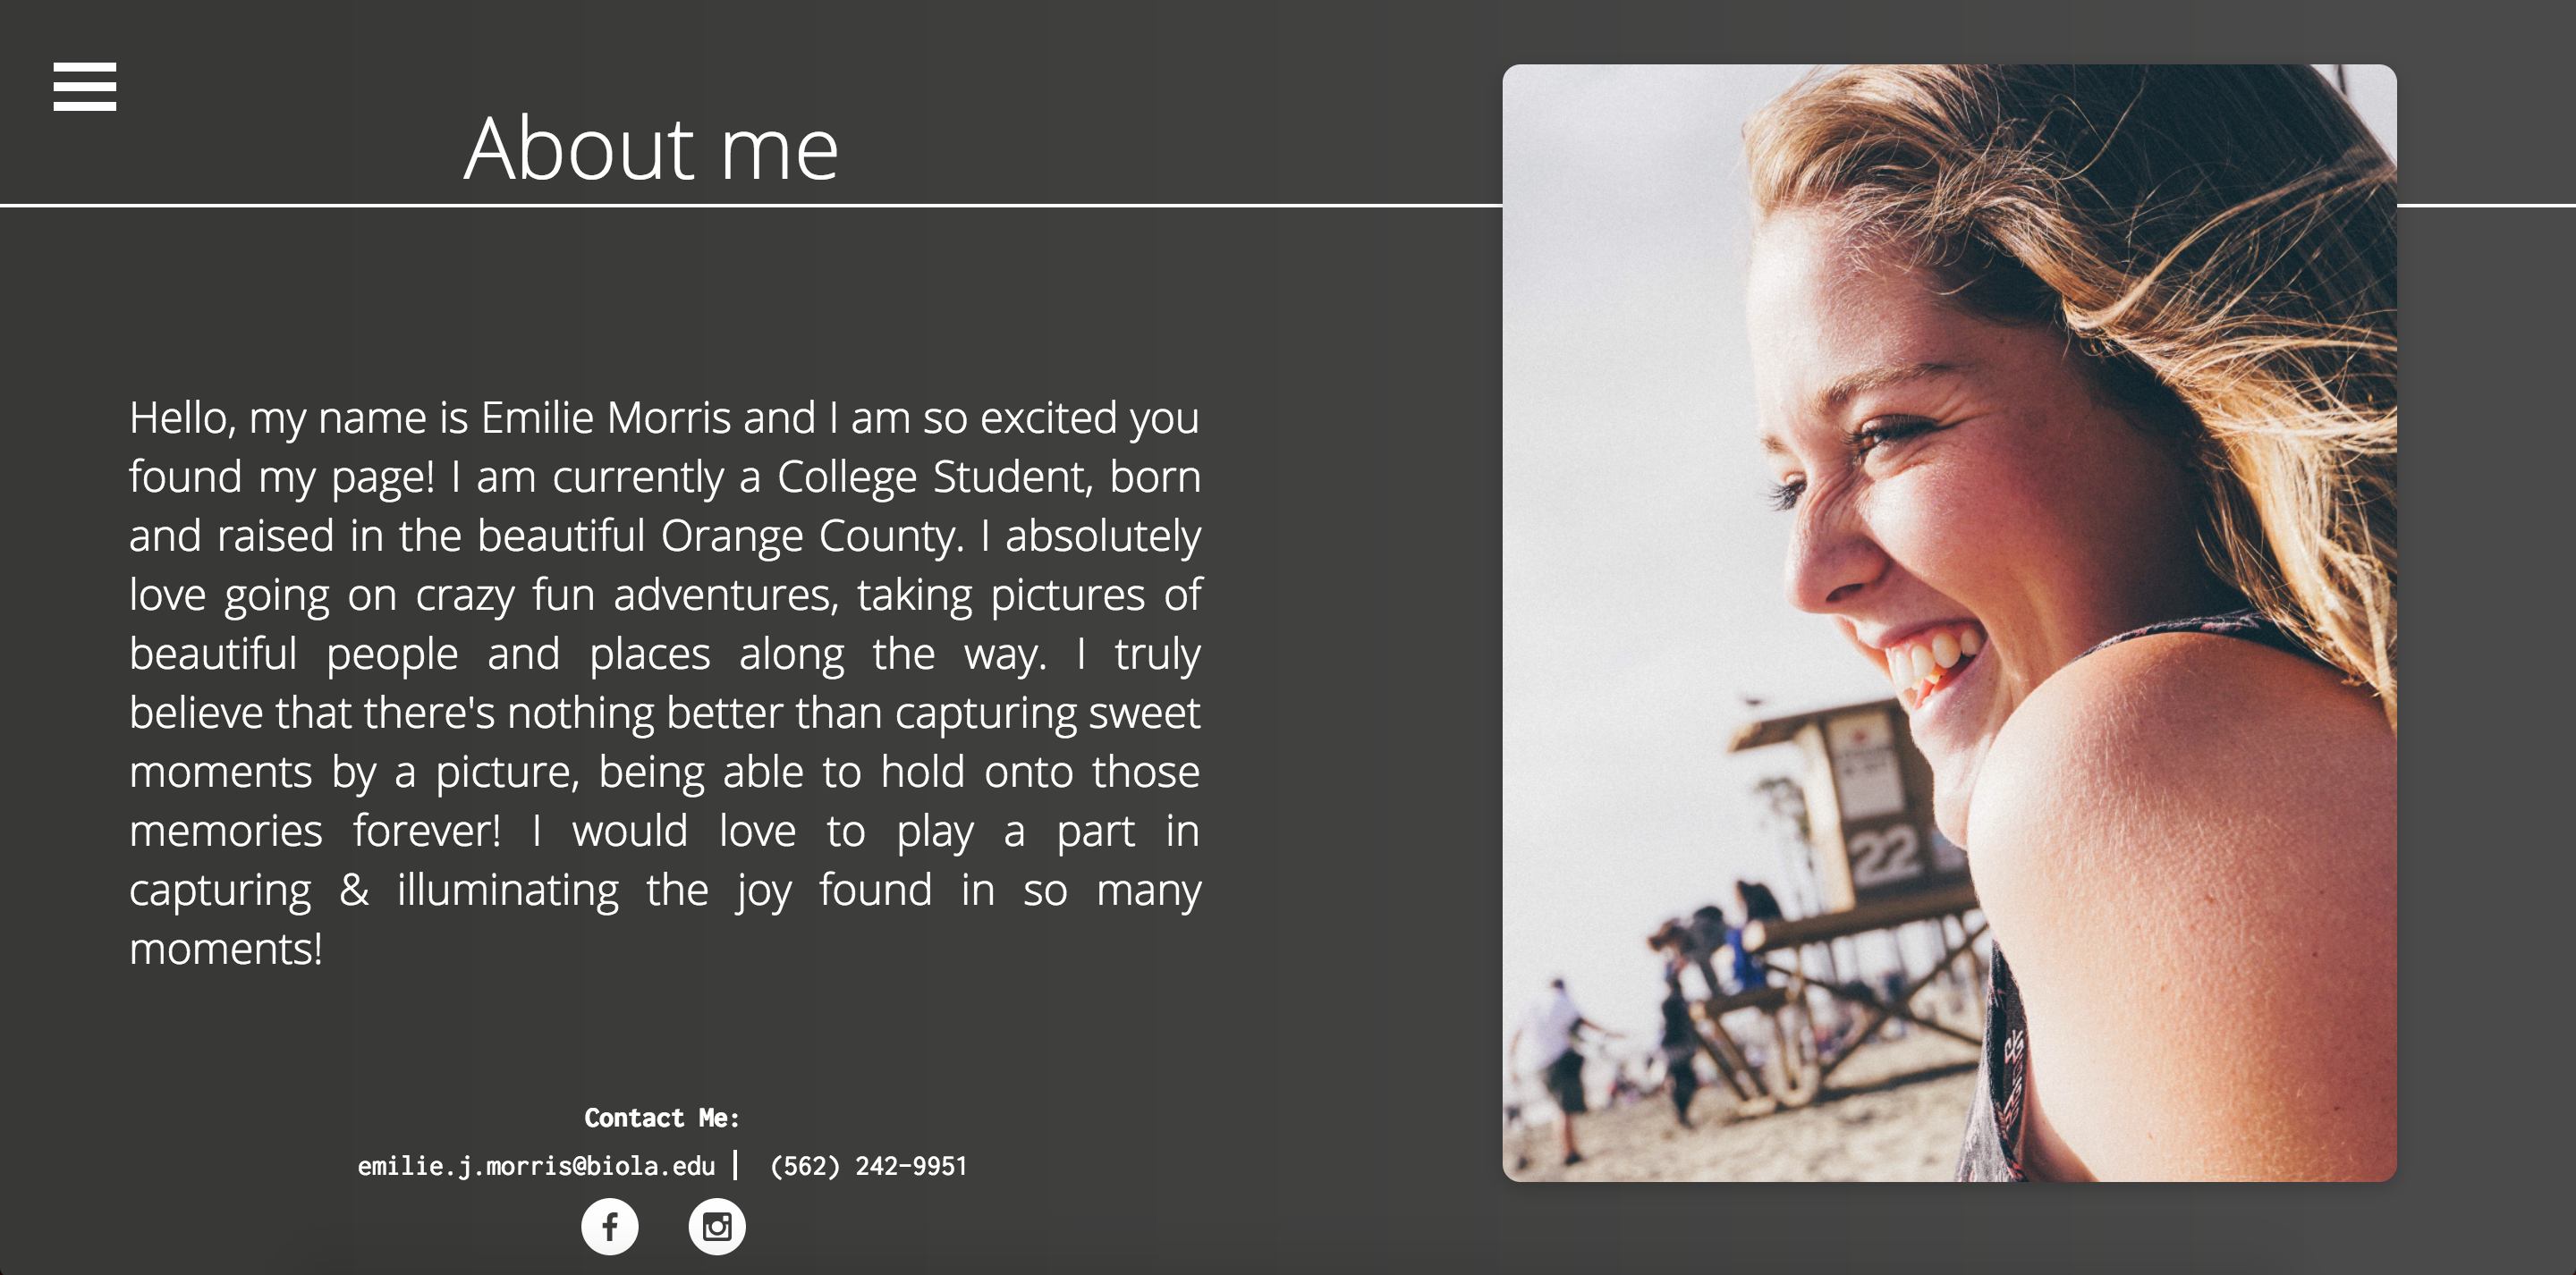 About me
Hello, my name is Emilie Morris and I am so excited you
found my page! I am currently a College Student, born
and raised in the beautiful Orange County. I absolutely
love going on crazy fun adventures, taking pictures of
beautiful people and places along the way. I truly
believe that there's nothing better than capturing sweet
moments by a picture, being able to hold onto those
memories forever! I would love to play a part in
capturing & illuminating the joy found in so many
moments!
22
Contact Me:
emilie.j.morris@biola.edu | (562) 242-9951